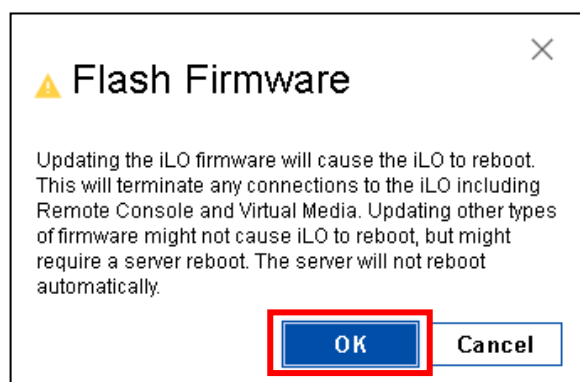 Flash Firmware
Updating the iLO firmware will cause the iLO to reboot.
This will terminate any connections to the iLO including
Remote Console and Virtual Media. Updating other types
of firmware might not cause iLO to reboot, but might
require a server reboot. The server will not reboot
automatically.
OK Cancel